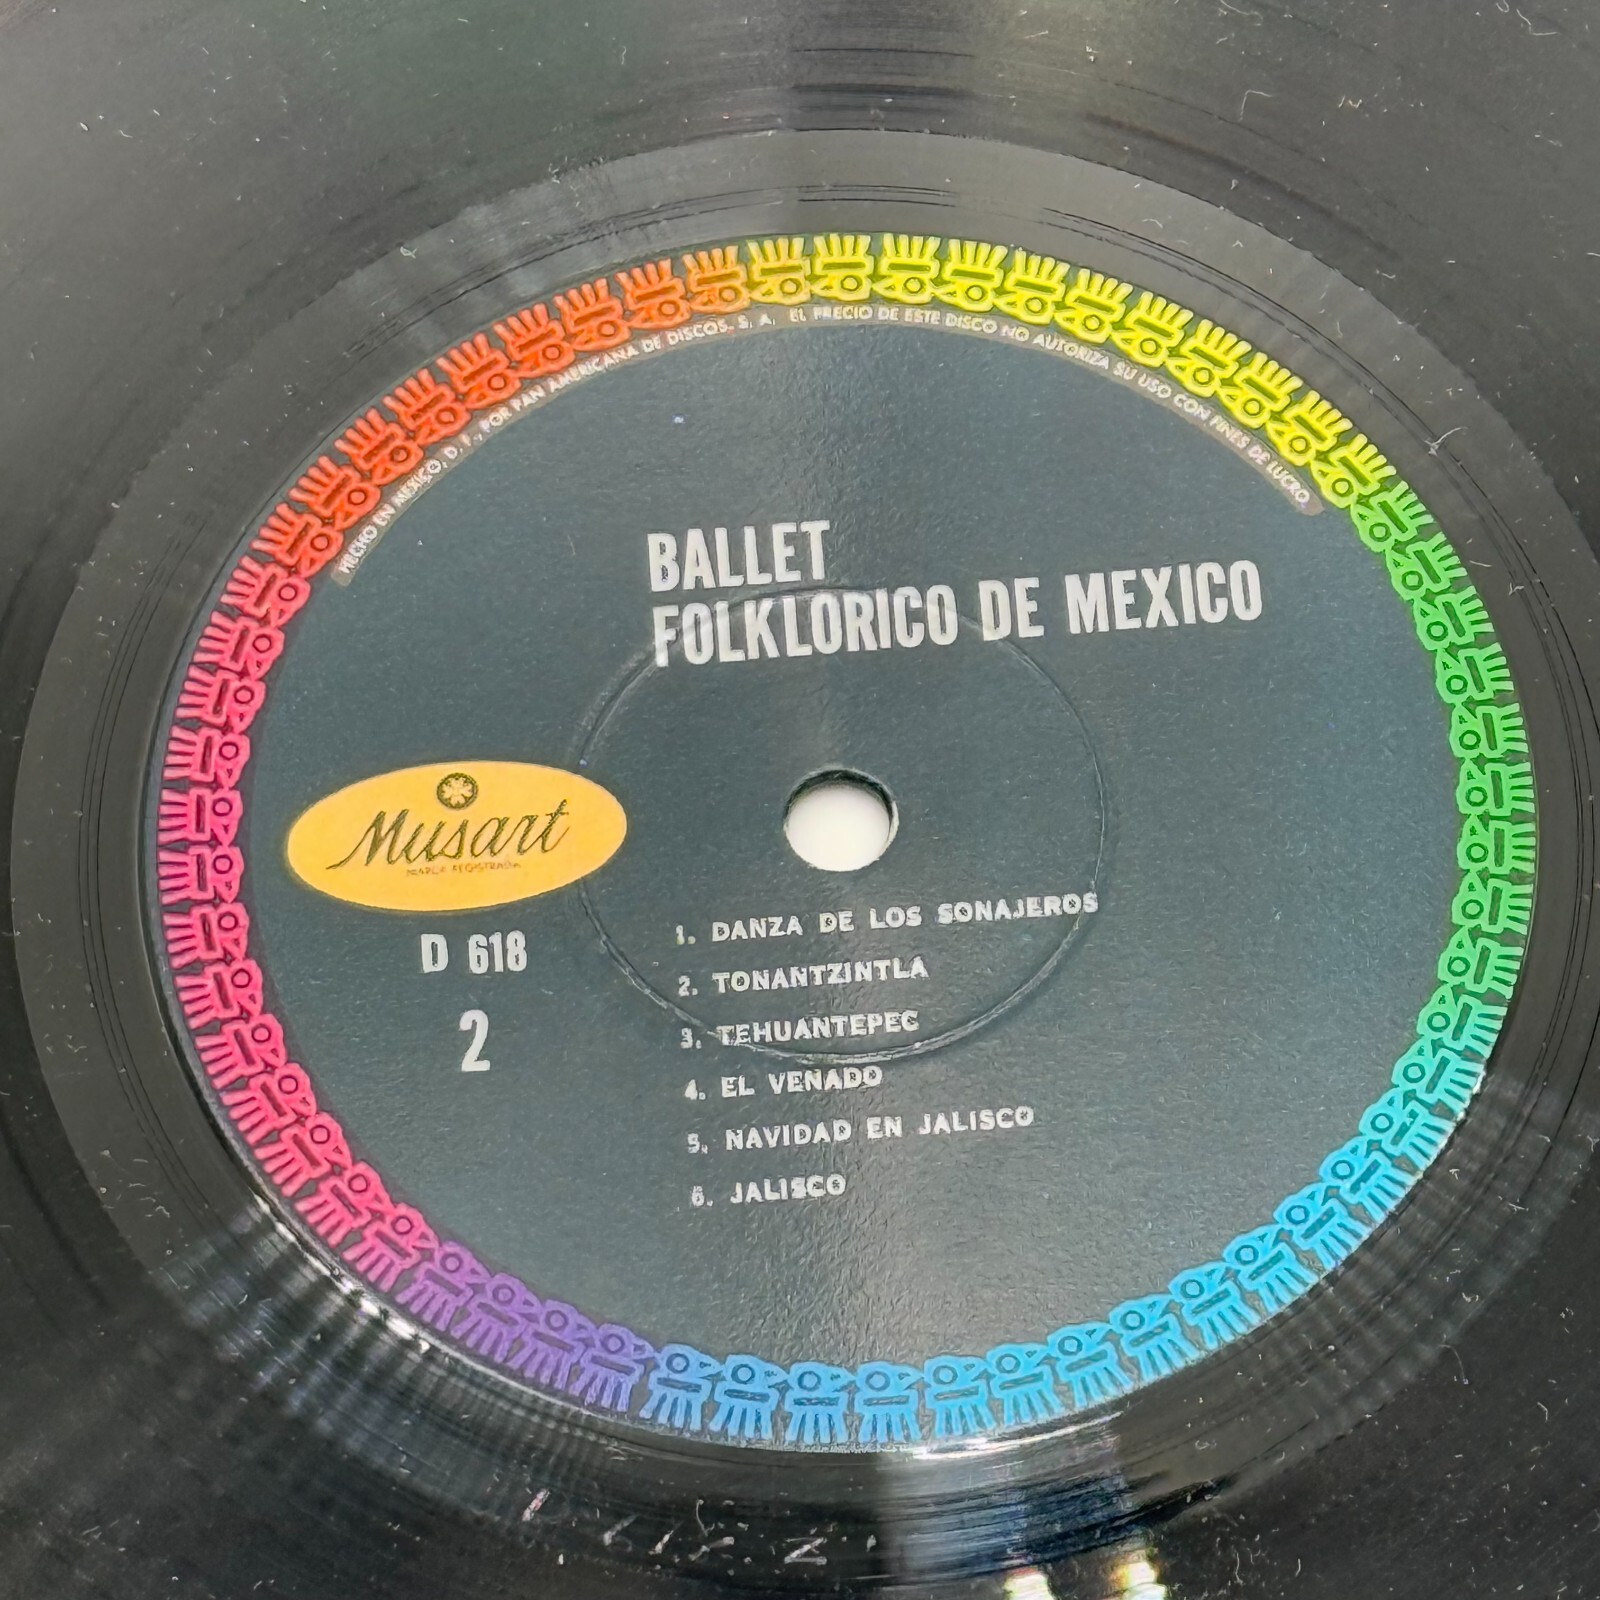 HECHO EN MEXICO, D. F., POR PAN AMERICANA DE DISCOS, S. A. EL PRECIO DE ESTE DISCO NO AUTORIZA SU USO CON FINES DE LUCRO
BALLET
FOLKLORICO DE MEXICO
Musart
MARCA REGISTRADA
D 618
2
1. DANZA DE LOS SONAJEROS
2. TONANTZINTLA
3. TEHUANTEPEC
4. EL VENADO
5. NAVIDAD EN JALISCO
6. JALISCO